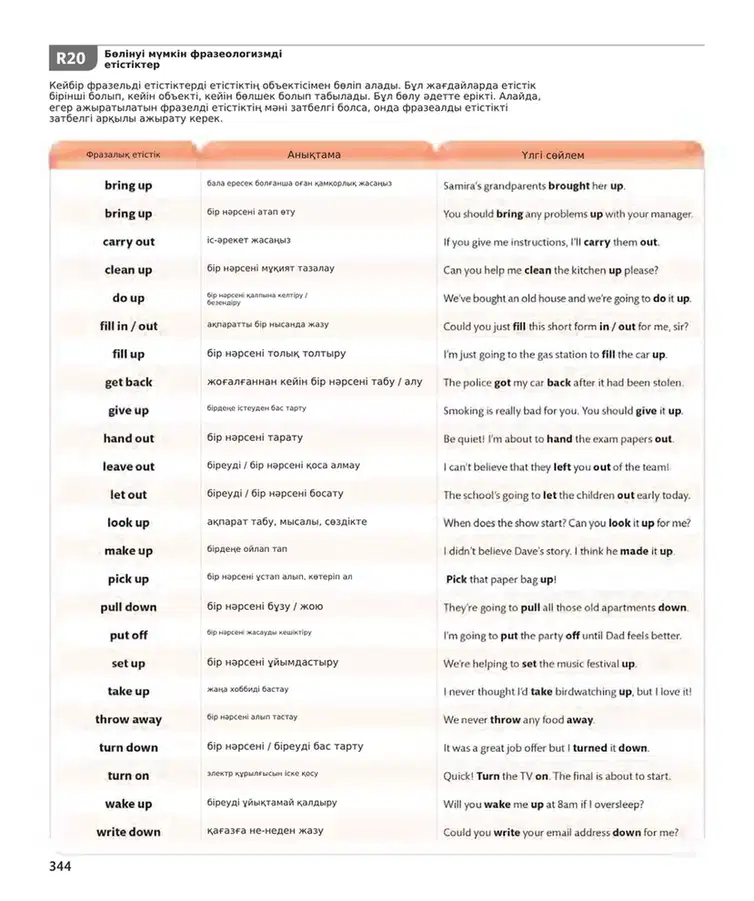 R20 Бөлінуі мүмкін фразеологизмді
етістіктер
Кейбір фразельді етістіктерді етістіктің объектісімен бөліп алады. Бұл жағдайларда етістік
бірінші болып, кейін объекті, кейін бөлшек болып табылады. Бұл бөлу әдетте ерікті. Алайда,
егер ажыратылатын фразелді етістіктің мәні затбелгі болса, онда фразеалды етістікті
затбелгі арқылы ажырату керек.
Фразалық етістік Анықтама Үлгі сөйлем
bring up бала ересек болғанша оған қамқорлық жасаңыз Samira's grandparents brought her up.
bring up бір нәрсені атап өту You should bring any problems up with your manager.
carry out іс-әрекет жасаңыз If you give me instructions, I'll carry them out.
clean up бір нәрсені мұқият тазалау Can you help me clean the kitchen up please?
do up бір нәрсені қалпына келтіру / We've bought an old house and we're going to do it up.
безендіру
fill in / out ақпаратты бір нысанда жазу Could you just fill this short form in / out for me, sir?
fill up бір нәрсені толық толтыру I'm just going to the gas station to fill the car up.
get back жоғалғаннан кейін бір нәрсені табу / алу The police got my car back after it had been stolen.
give up бірдеңе істеуден бас тарту Smoking is really bad for you. You should give it up.
hand out бір нәрсені тарату Be quiet! I'm about to hand the exam papers out.
leave out біреуді / бір нәрсені қоса алмау I can't believe that they left you out of the team!
let out біреуді / бір нәрсені босату The school's going to let the children out early today.
look up ақпарат табу, мысалы, сөздікте When does the show start? Can you look it up for me?
make up бірдеңе ойлап тап I didn't believe Dave's story. I think he made it up.
pick up бір нәрсені ұстап алып, көтеріп ал Pick that paper bag up!
pull down бір нәрсені бұзу / жою They're going to pull all those old apartments down.
put off бір нәрсені жасауды кешіктіру I'm going to put the party off until Dad feels better.
set up бір нәрсені ұйымдастыру We're helping to set the music festival up.
take up жаңа хоббиді бастау I never thought I'd take birdwatching up, but I love it!
throw away бір нәрсені алып тастау We never throw any food away.
turn down бір нәрсені / біреуді бас тарту It was a great job offer but I turned it down.
turn on электр құрылғысын іске қосу Quick! Turn the TV on. The final is about to start.
wake up біреуді ұйықтамай қалдыру Will you wake me up at 8am if I oversleep?
write down қағазға не-неден жазу Could you write your email address down for me?
344